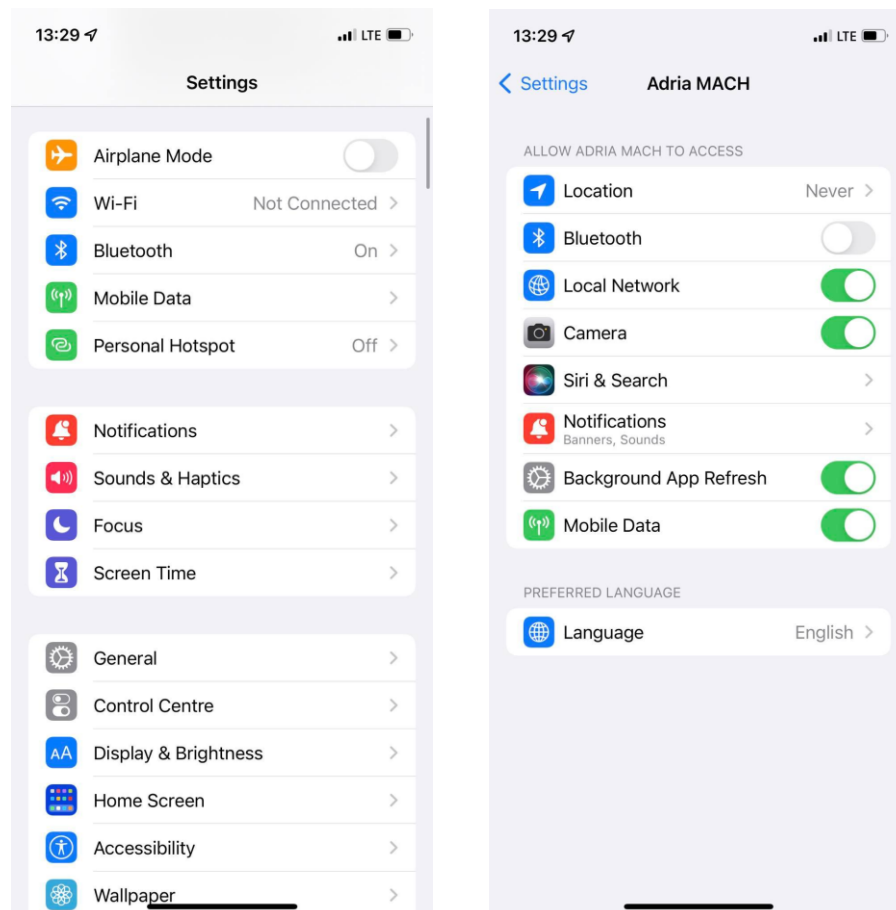 13:29
LTE
Settings
Airplane Mode
Wi-Fi Not Connected
Bluetooth On
Mobile Data
Personal Hotspot Off
Notifications
Sounds & Haptics
Focus
Screen Time
General
Control Centre
AA Display & Brightness
Home Screen
Accessibility
Wallpaper
13:29
LTE
Settings Adria MACH
ALLOW ADRIA MACH TO ACCESS
Location Never
Bluetooth
Local Network
Camera
Siri & Search
Notifications
Banners, Sounds
Background App Refresh
Mobile Data
PREFERRED LANGUAGE
Language English